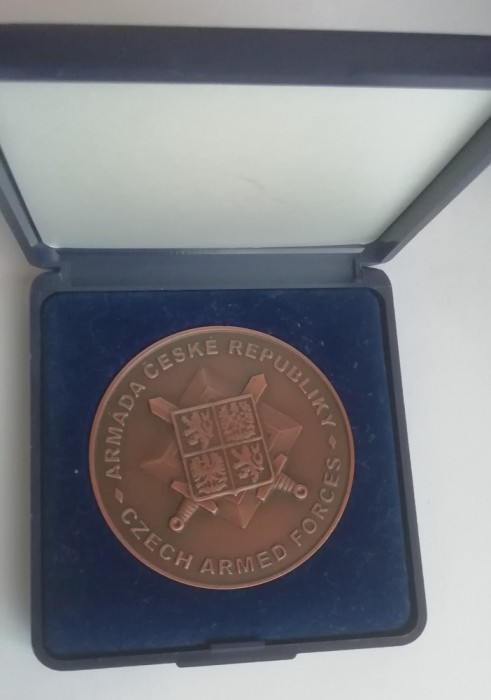 ARMÁDA ČESKÉ REPUBLIKY
CZECH ARMED FORCES